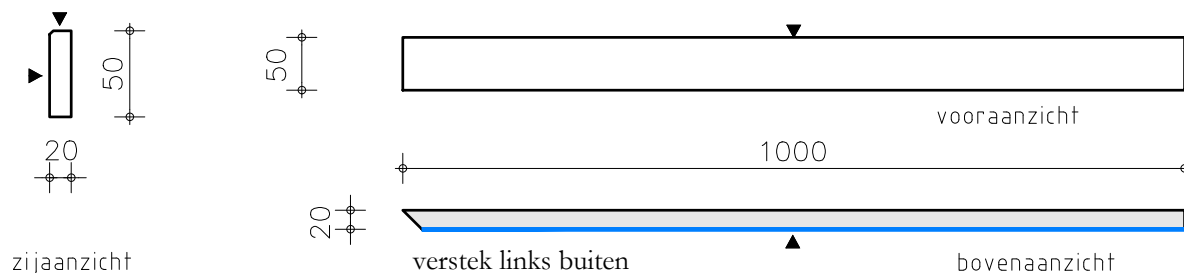 50
50
vooraanzicht
20
1000
20
zijaanzicht
verstek links buiten
bovenaanzicht